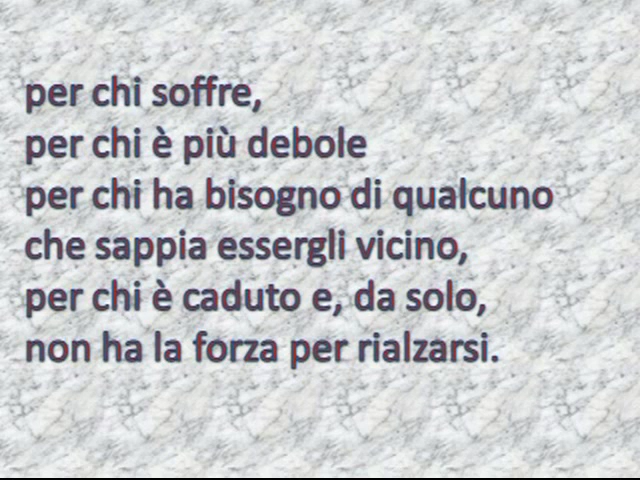 per chi soffre,
per chi è più debole
per chi ha bisogno di qualcuno
che sappia essergli vicino,
per chi è caduto e, da solo,
non ha la forza per rialzarsi.